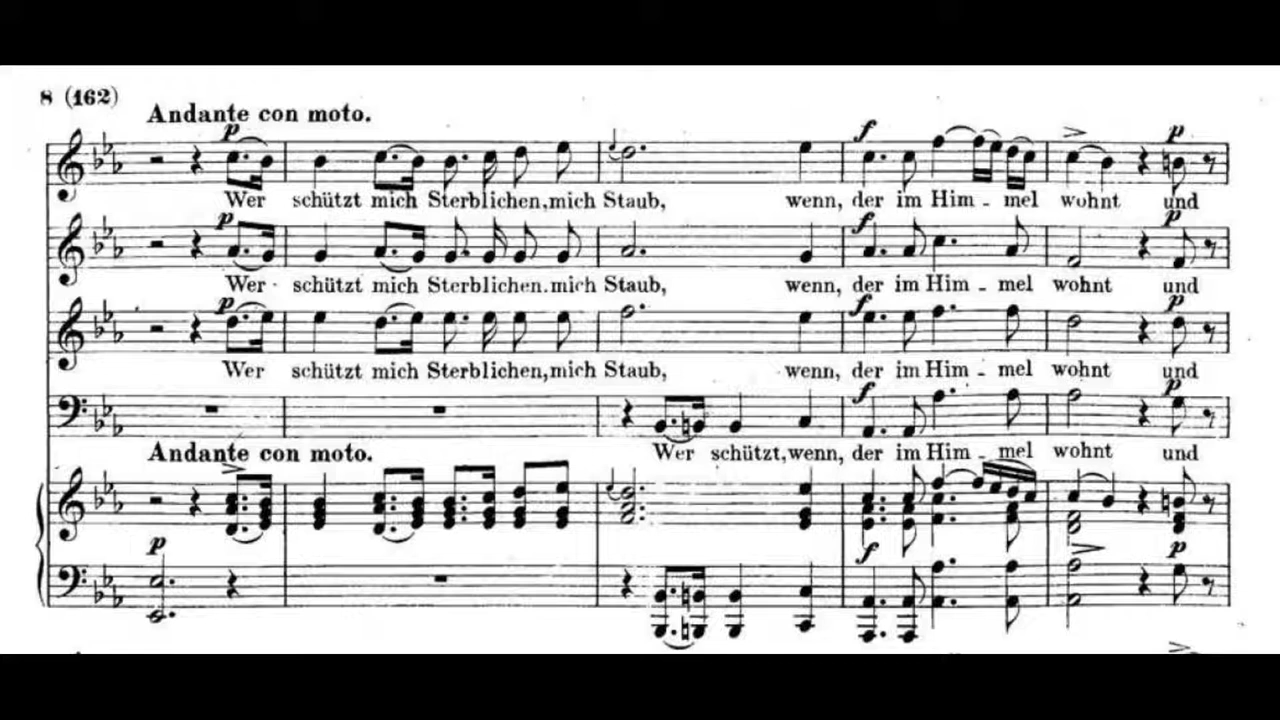 8 (162)
Andante con moto.
p f p
Wer schützt mich Sterblichen, mich Staub, wenn, der im Him - mel wohnt und
p f p
Wer schützt mich Sterblichen. mich Staub, wenn, der im Him - mel wohnt und
p f p
Wer schützt mich Sterblichen, mich Staub, wenn, der im Him - mel wohnt und
f p
Andante con moto.
Wer schützt, wenn, der im Him - mel wohnt und
p f p